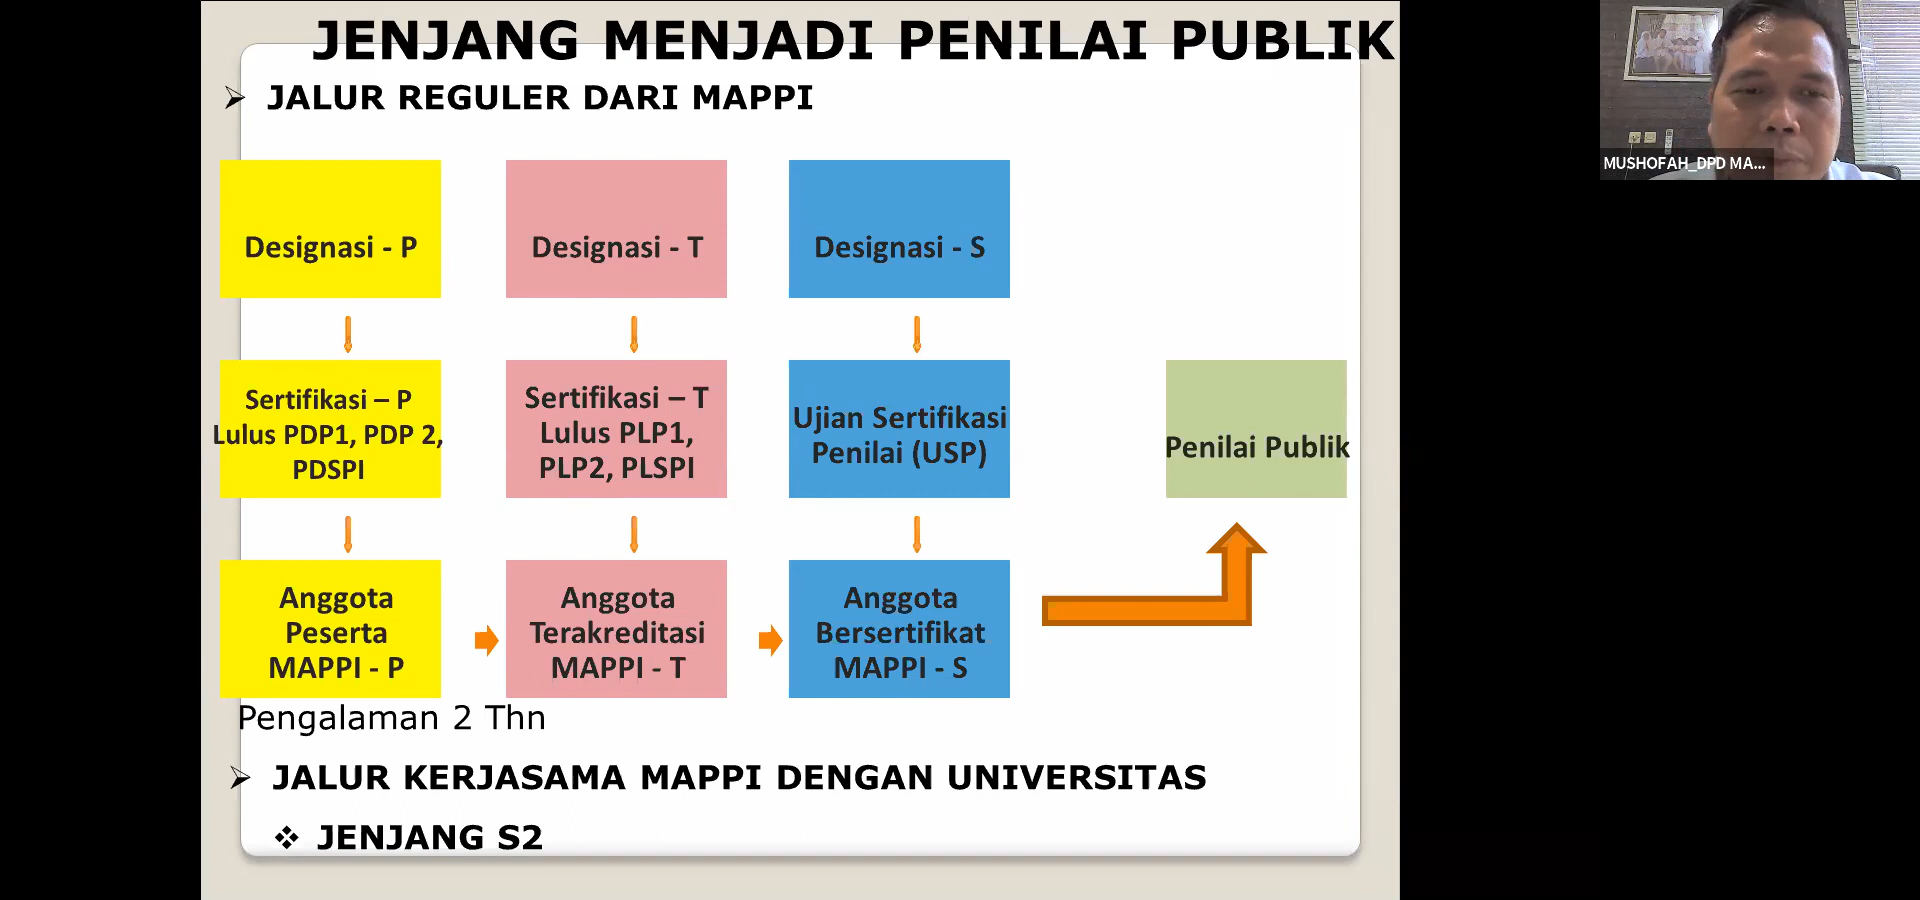 JENJANG MENJADI PENILAI PUBLIK
JALUR REGULER DARI MAPPI
Designasi - P
Designasi - T
Designasi - S
Sertifikasi – P
Lulus PDP1, PDP 2,
PDSPI
Sertifikasi – T
Lulus PLP1,
PLP2, PLSPI
Ujian Sertifikasi
Penilai (USP)
Penilai Publik
Anggota
Peserta
MAPPI - P
Anggota
Terakreditasi
MAPPI - T
Anggota
Bersertifikat
MAPPI - S
Pengalaman 2 Thn
JALUR KERJASAMA MAPPI DENGAN UNIVERSITAS
JENJANG S2
MUSHOFAH_DPD MA...